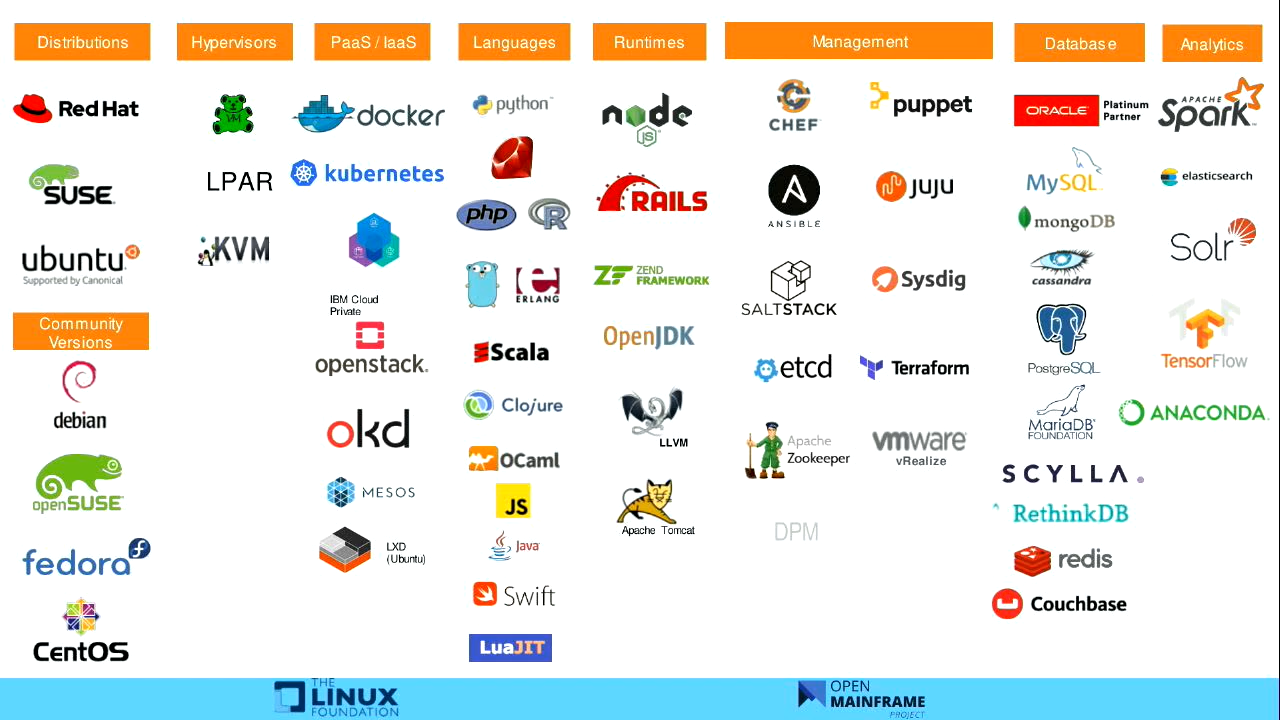 Distributions
Red Hat
SUSE
ubuntu
Supported by Canonical
Community
Versions
debian
openSUSE
fedora
CentOS
Hypervisors
VM
LPAR
KVM
PaaS / IaaS
docker
kubernetes
IBM Cloud
Private
openstack.
okd
MESOS
LXD
(Ubuntu)
Languages
python™
php
R
e
ERLANG
Scala
Clojure
OCaml
JS
Java
Swift
LuaJIT
Runtimes
node
JS
RAILS
ZF ZEND
FRAMEWORK
OpenJDK
LLVM
Apache Tomcat
Management
CHEF
puppet
A
ANSIBLE
JUJU
SALTSTACK
Sysdig
etcd
Terraform
Apache
Zookeeper
vmware
vRealize
DPM
Database
ORACLE Platinum
Partner
MySQL
mongoDB
cassandra
PostgreSQL
MariaDB
FOUNDATION
SCYLLA
RethinkDB
redis
Couchbase
Analytics
APACHE
Spark
elasticsearch
Solr
TensorFlow
ANACONDA
THE
LINUX
FOUNDATION
OPEN
MAINFRAME
PROJECT